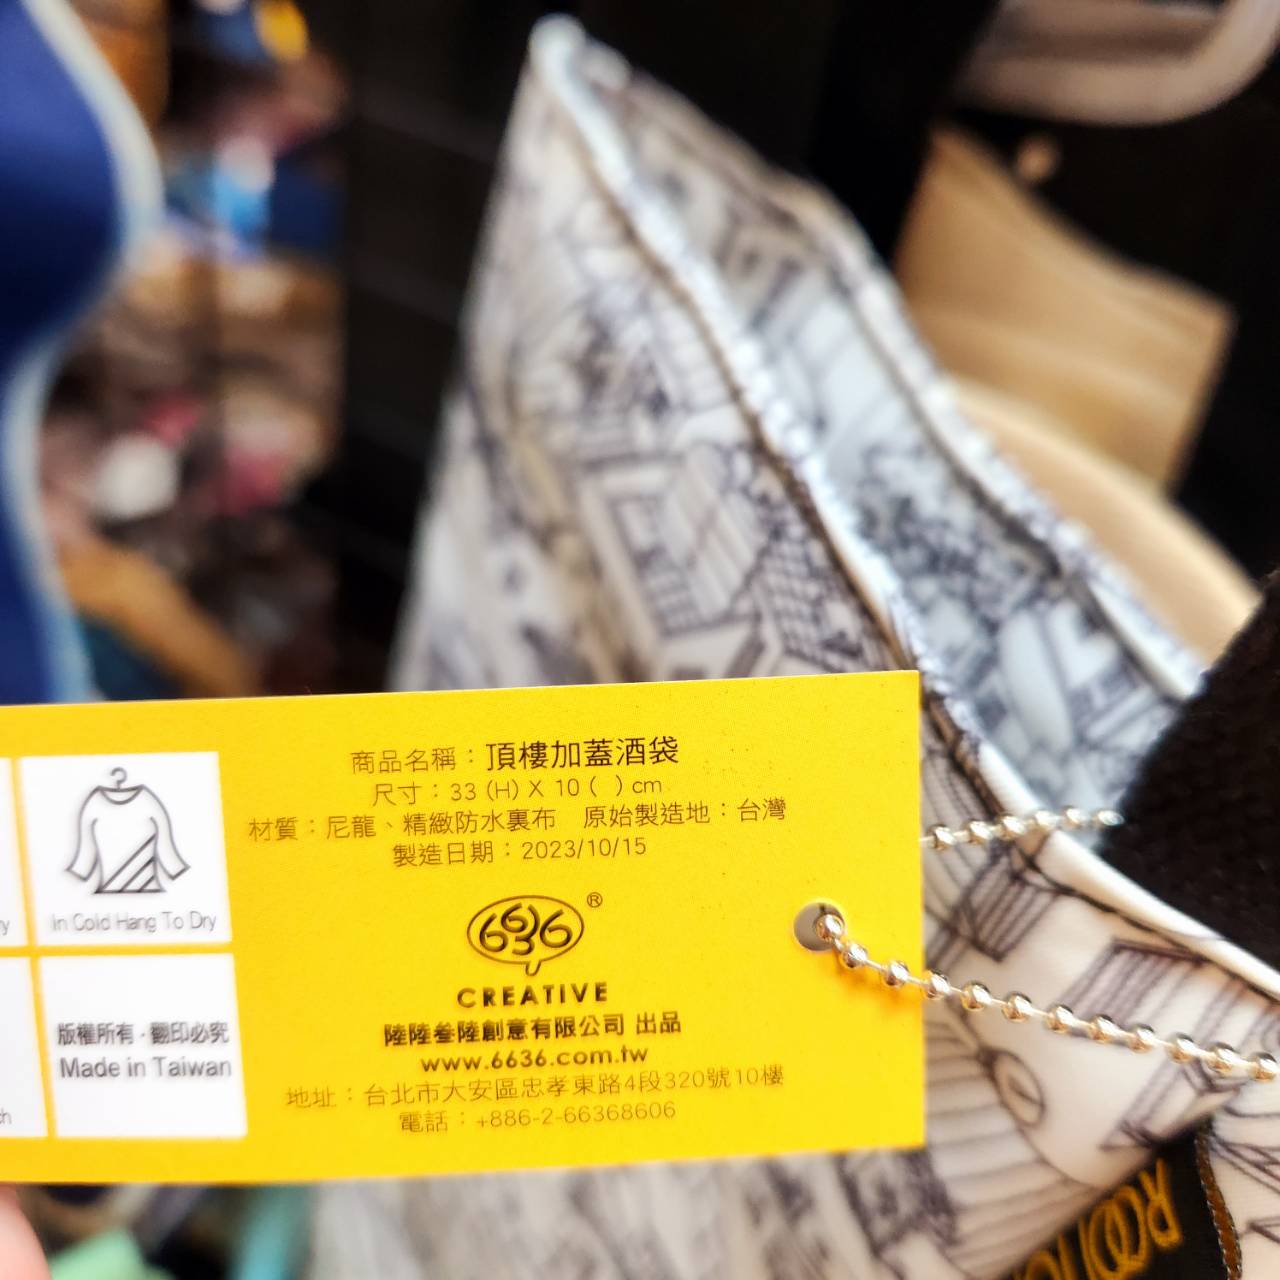 商品名稱：頂樓加蓋酒袋
尺寸：33 (H) X 10 ( ) cm
材質：尼龍、精緻防水裏布 原始製造地：台灣
製造日期：2023/10/15
6636®
CREATIVE
陸陸叁陸創意有限公司 出品
www.6636.com.tw
地址：台北市大安區忠孝東路4段320號10樓
電話：+886-2-66368606
In Cold Hang To Dry
版權所有．翻印必究
Made in Taiwan